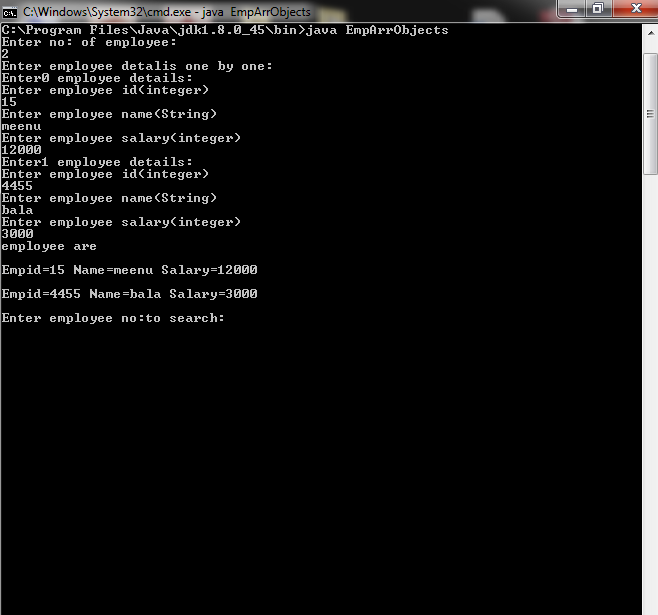 C:\Windows\System32\cmd.exe - java  EmpArrObjects
C:\Program Files\Java\jdk1.8.0_45\bin>java EmpArrObjects
Enter no: of employee:
2
Enter employee detalis one by one:
Enter0 employee details:
Enter employee id(integer)
15
Enter employee name(String)
meenu
Enter employee salary(integer)
12000
Enter1 employee details:
Enter employee id(integer)
4455
Enter employee name(String)
bala
Enter employee salary(integer)
3000
employee are
Empid=15 Name=meenu Salary=12000
Empid=4455 Name=bala Salary=3000
Enter employee no:to search: